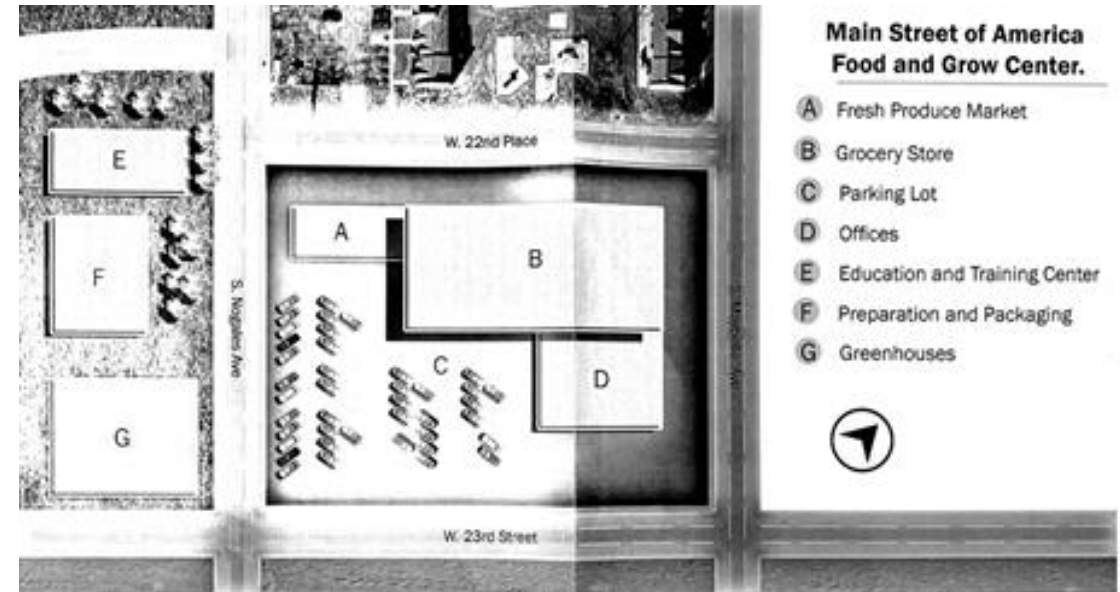 Main Street of America
Food and Grow Center.
A Fresh Produce Market
B Grocery Store
C Parking Lot
D Offices
E Education and Training Center
F Preparation and Packaging
G Greenhouses
W. 22nd Place
E
A
B
F
S. Nogales Ave.
C
D
G
W. 23rd Street